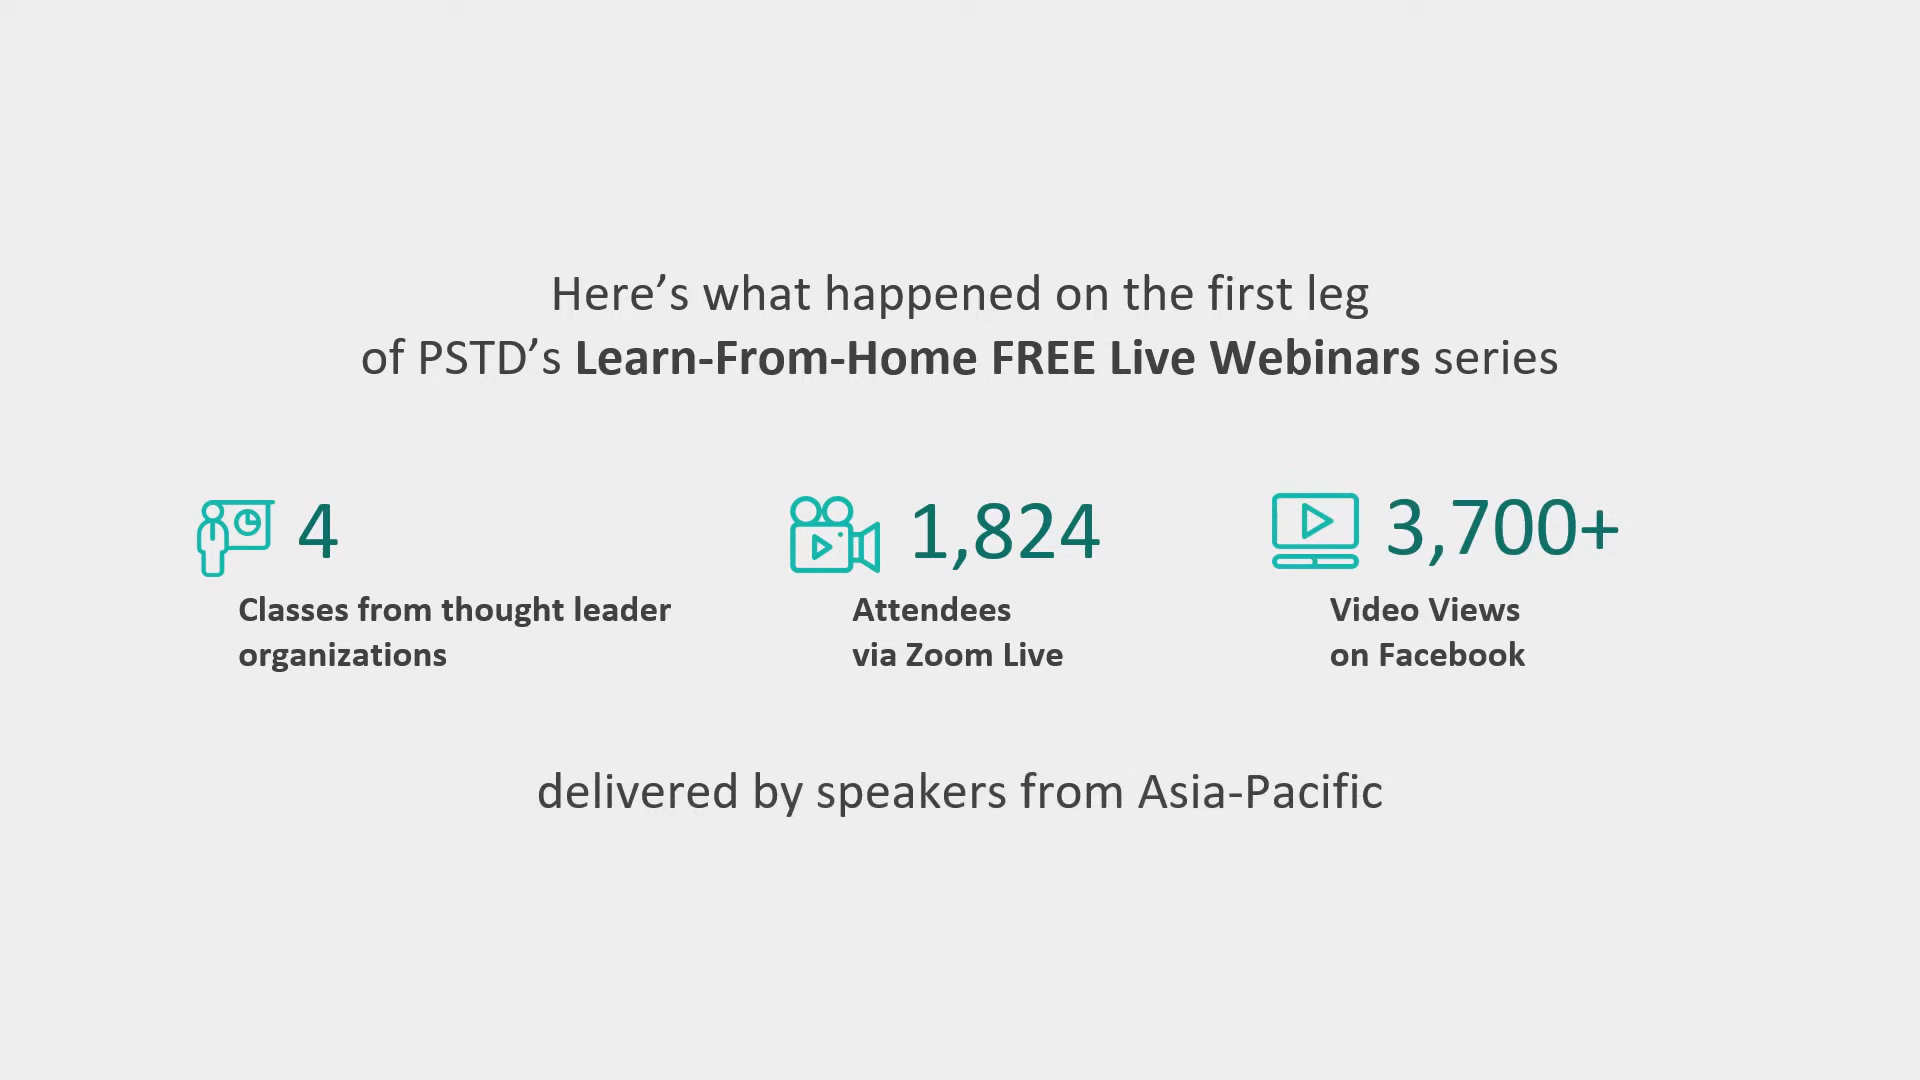 Here’s what happened on the first leg
of PSTD’s Learn-From-Home FREE Live Webinars series
4
Classes from thought leader
organizations
1,824
Attendees
via Zoom Live
3,700+
Video Views
on Facebook
delivered by speakers from Asia-Pacific